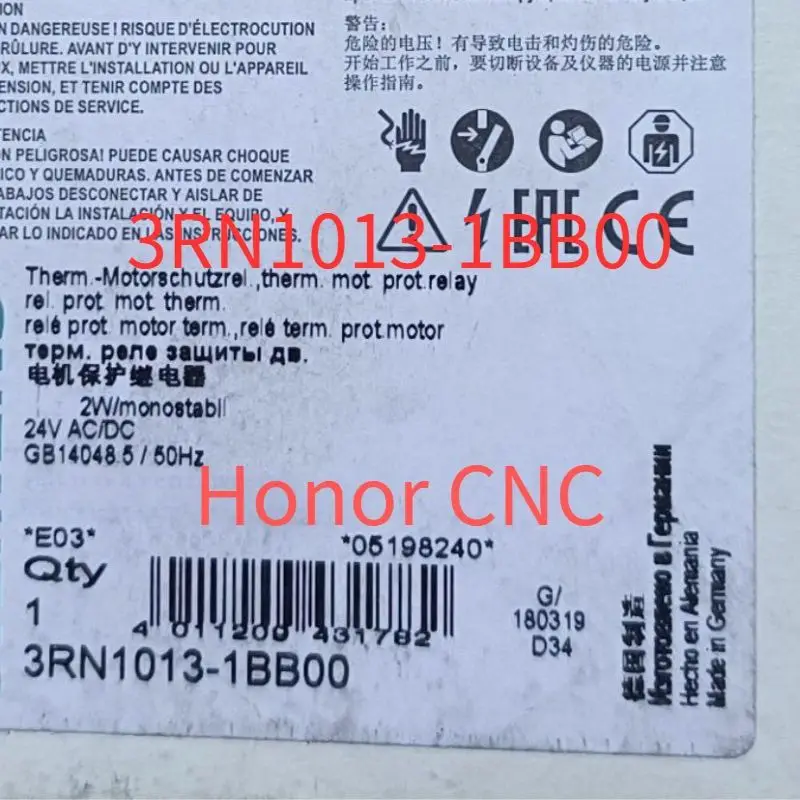 ION
N DANGEREUSE! RISQUE D'ÉLECTROCUTION
RÛLURE. AVANT D'Y INTERVENIR POUR
X, METTRE L'INSTALLATION OU L'APPAREIL
ENSION, ET TENIR COMPTE DES
CTIONS DE SERVICE.
TENCIA
ÓN PELIGROSA! PUEDE CAUSAR CHOQUE
ICO Y QUEMADURAS. ANTES DE COMENZAR
ABAJOS DESCONECTAR Y AISLAR DE
TACIÓN LA INSTALACIÓN Y EL EQUIPO, Y
AR LO INDICADO EN LAS INSTRUCCIONES.
警告:
危险的电压! 有导致电击和灼伤的危险。
开始工作之前, 要切断设备及仪器的电源并注意
操作指南。
EAC CE
3RN1013-1BB00
Therm.-Motorschutzrel.,therm. mot. prot.relay
rel. prot. mot. therm.
relé prot. motor term.,relè term. prot.motor
терм. реле защиты дв.
电机保护继电器
2W/monostabil
24V AC/DC
GB14048.5 / 50Hz
Honor CNC
*E03*
*05198240*
Qty
1
4 011209 431782
G/
180319
D34
3RN1013-1BB00
德国制造
Изготовлено в Германии
Hecho en Alemania
Made in Germany